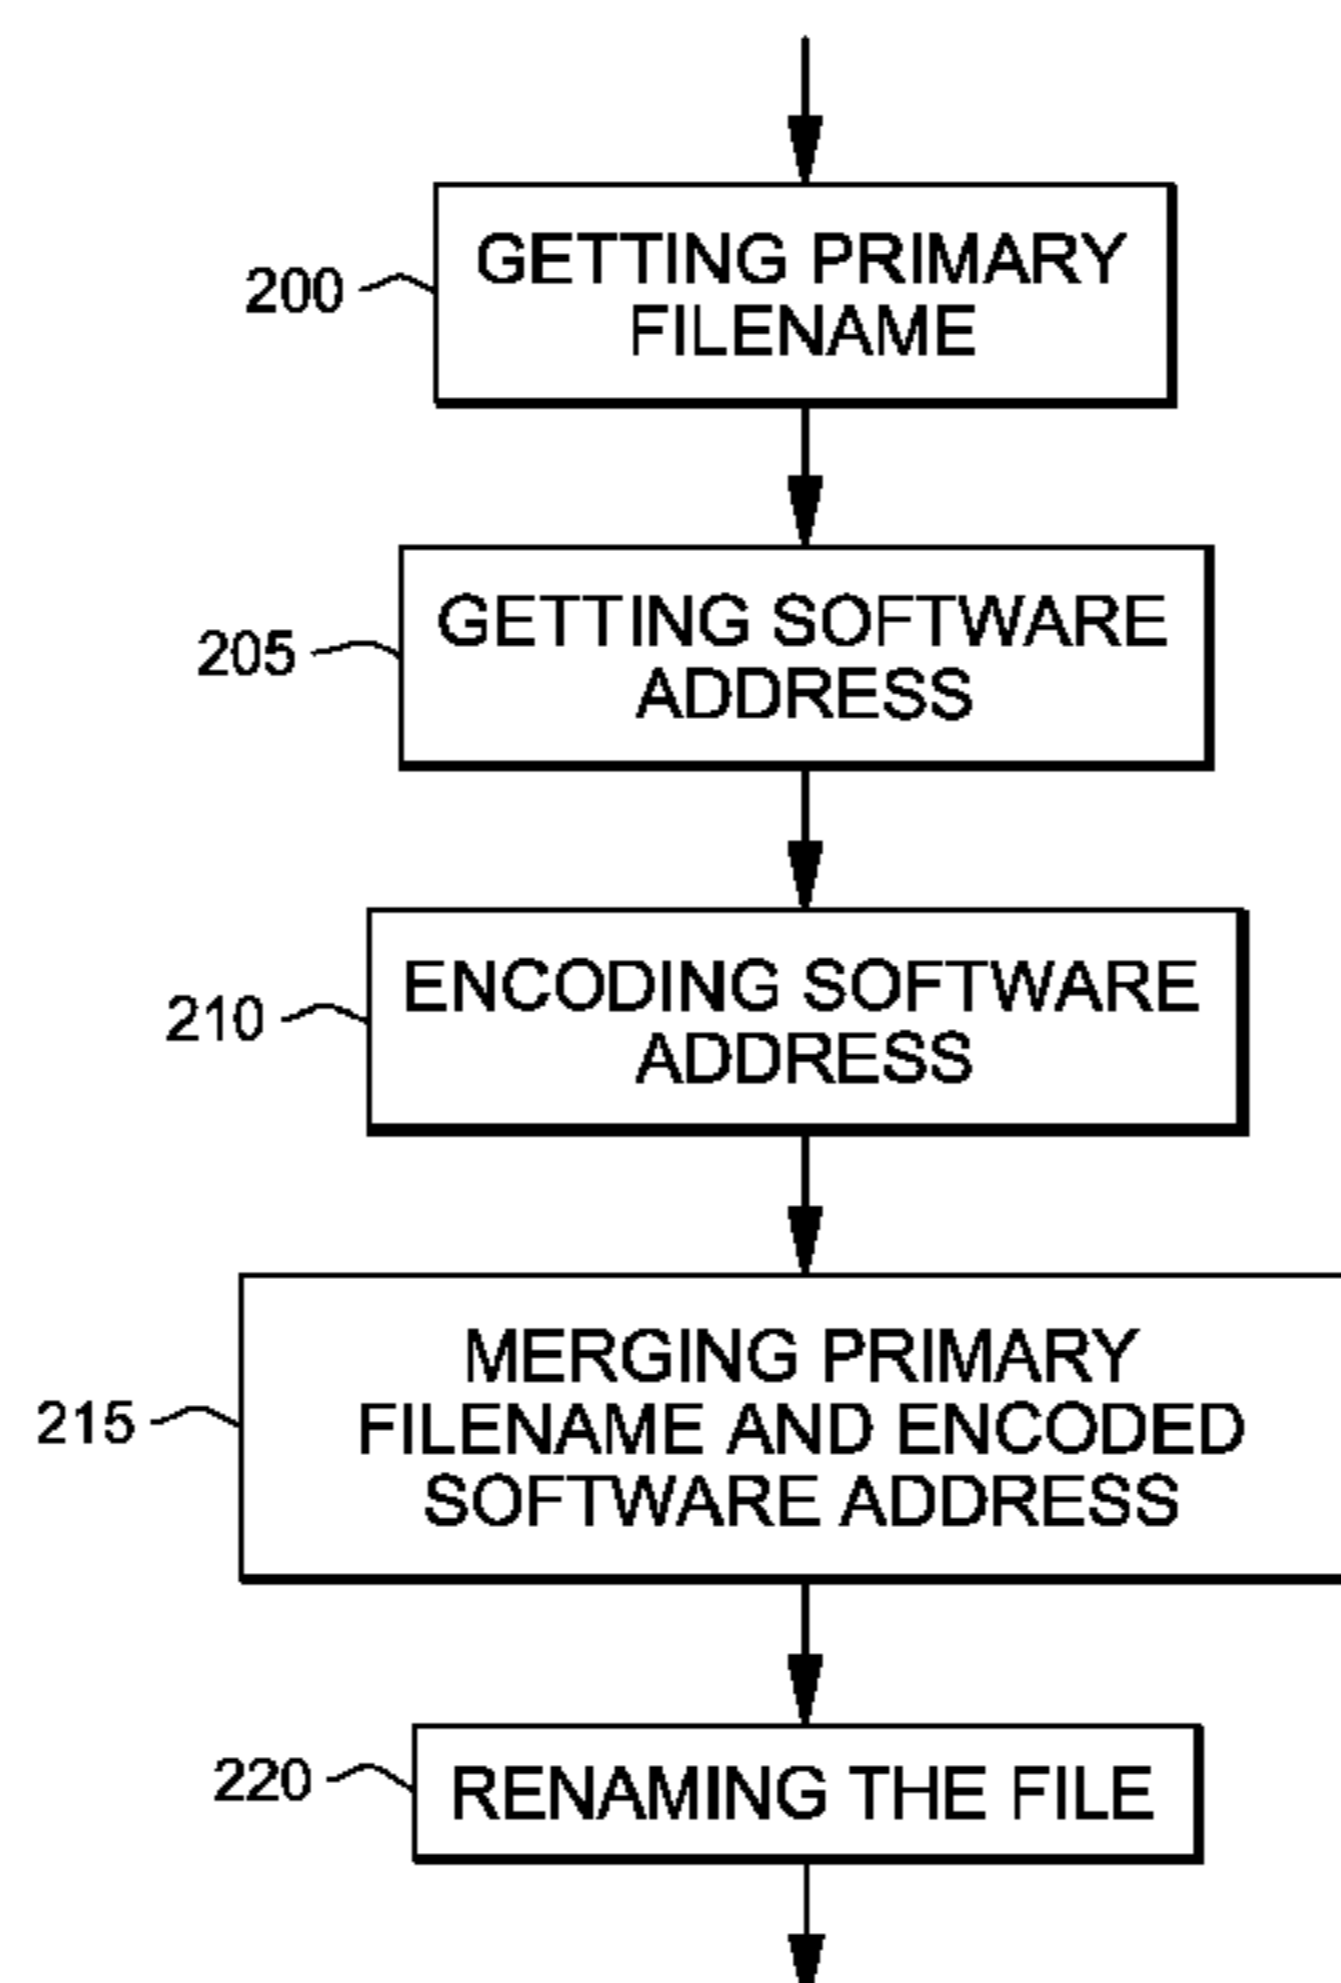 200
GETTING PRIMARY
FILENAME
205
GETTING SOFTWARE
ADDRESS
210
ENCODING SOFTWARE
ADDRESS
215
MERGING PRIMARY
FILENAME AND ENCODED
SOFTWARE ADDRESS
220
RENAMING THE FILE